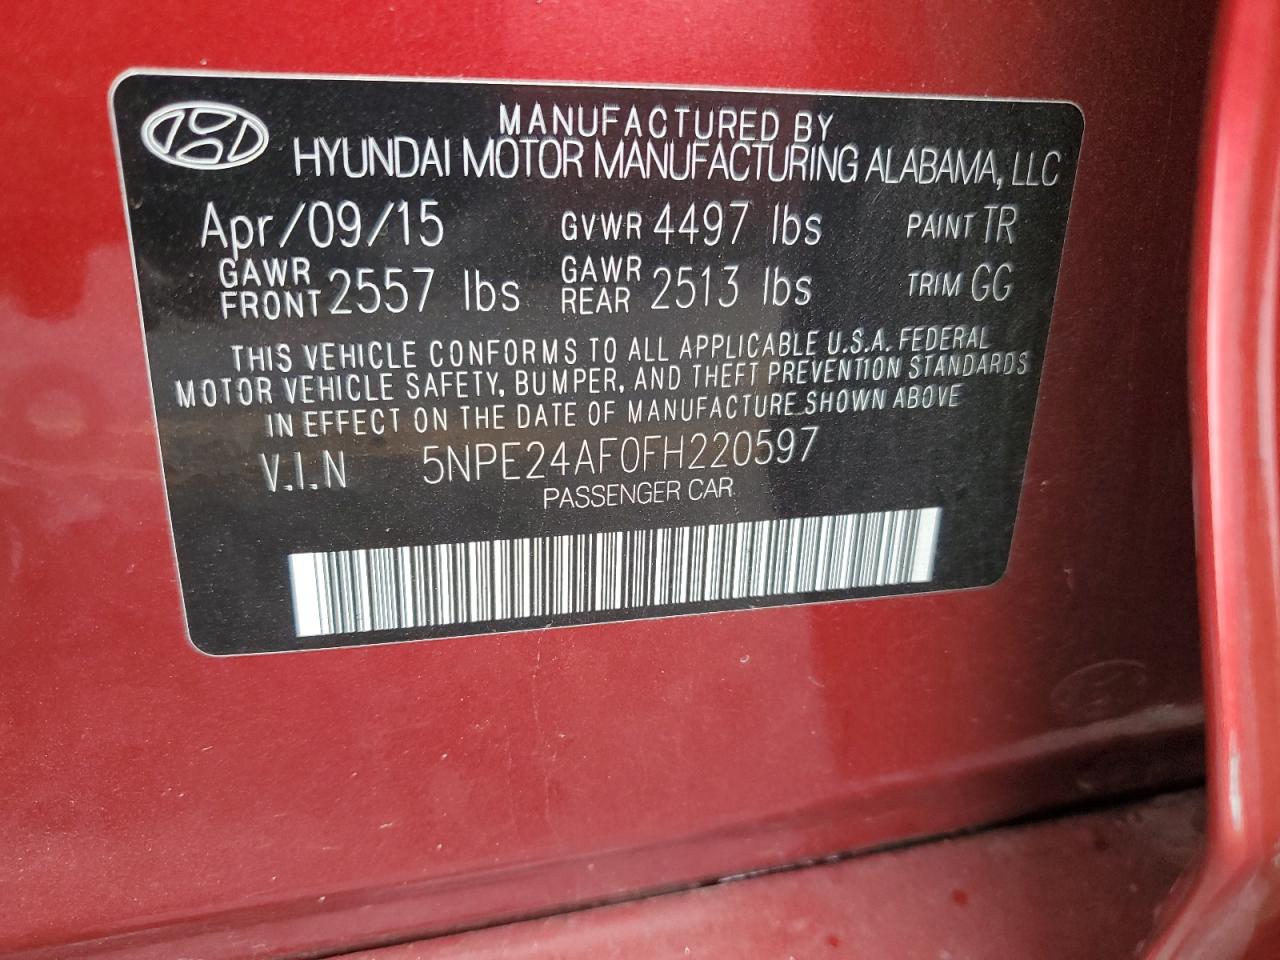 MANUFACTURED BY
HYUNDAI MOTOR MANUFACTURING ALABAMA, LLC
Apr/09/15 GVWR 4497 lbs PAINT TR
GAWR FRONT 2557 lbs GAWR REAR 2513 lbs TRIM GG
THIS VEHICLE CONFORMS TO ALL APPLICABLE U.S.A. FEDERAL
MOTOR VEHICLE SAFETY, BUMPER, AND THEFT PREVENTION STANDARDS
IN EFFECT ON THE DATE OF MANUFACTURE SHOWN ABOVE
V.I.N 5NPE24AF0FH220597
PASSENGER CAR